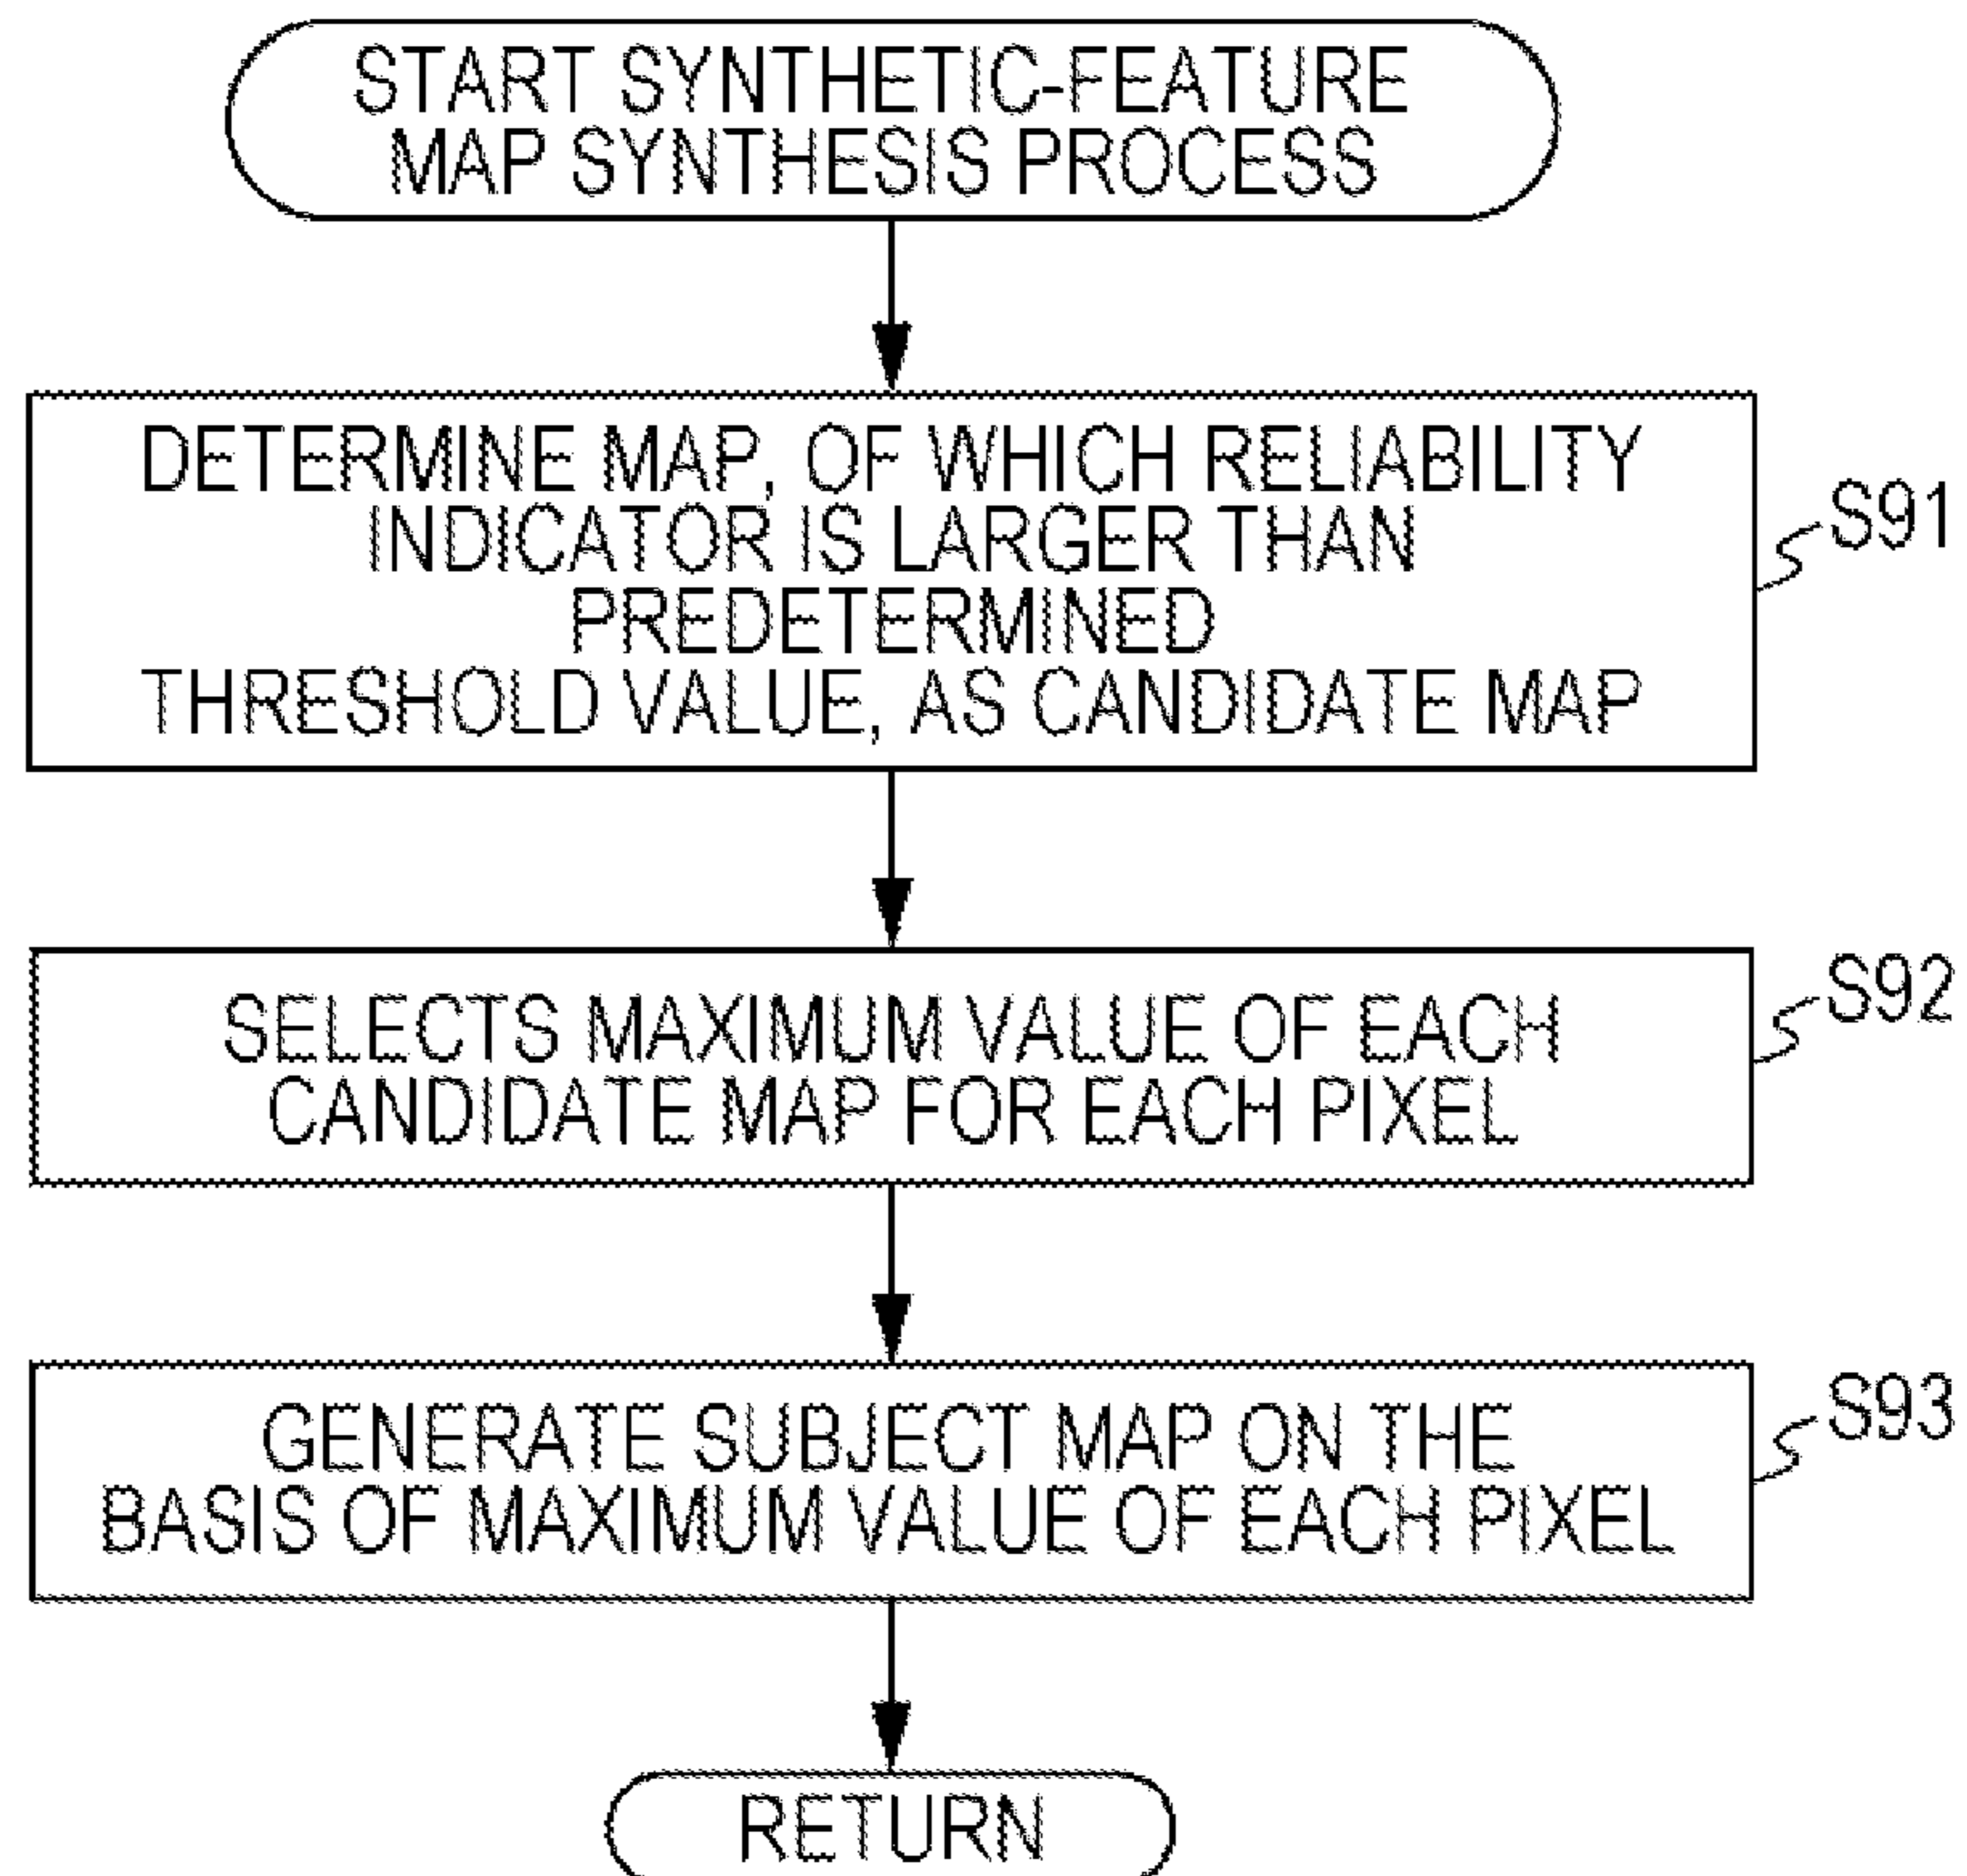 START SYNTHETIC-FEATURE
MAP SYNTHESIS PROCESS
DETERMINE MAP, OF WHICH RELIABILITY
INDICATOR IS LARGER THAN
PREDETERMINED
THRESHOLD VALUE, AS CANDIDATE MAP
S91
SELECTS MAXIMUM VALUE OF EACH
CANDIDATE MAP FOR EACH PIXEL
S92
GENERATE SUBJECT MAP ON THE
BASIS OF MAXIMUM VALUE OF EACH PIXEL
S93
RETURN